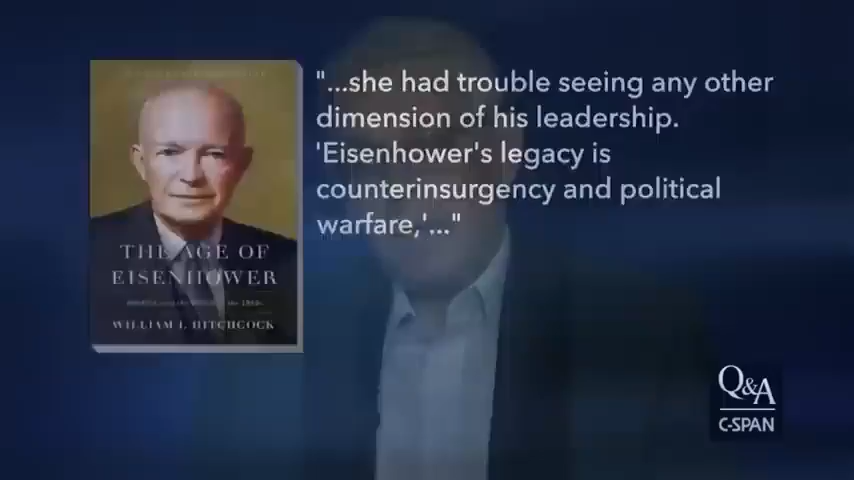 "...she had trouble seeing any other
dimension of his leadership.
'Eisenhower's legacy is
counterinsurgency and political
warfare,'..."
THE AGE OF
EISENHOWER
WILLIAM I. HITCHCOCK
Q&A
C-SPAN